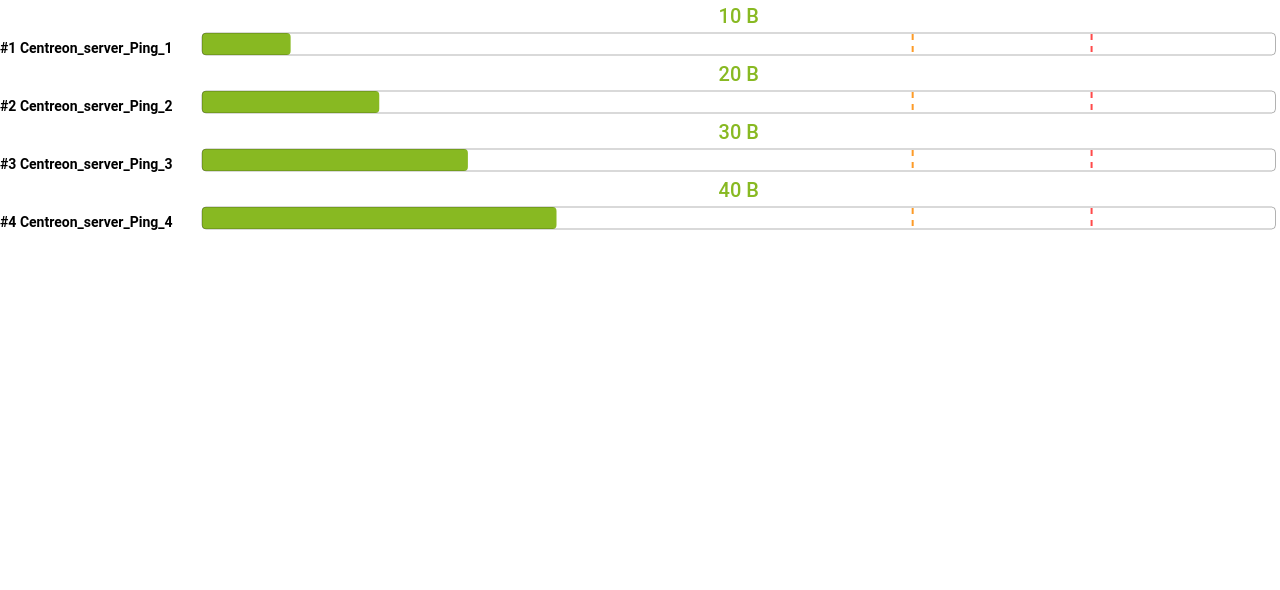 10 B
#1 Centreon_server_Ping_1
20 B
#2 Centreon_server_Ping_2
30 B
#3 Centreon_server_Ping_3
40 B
#4 Centreon_server_Ping_4